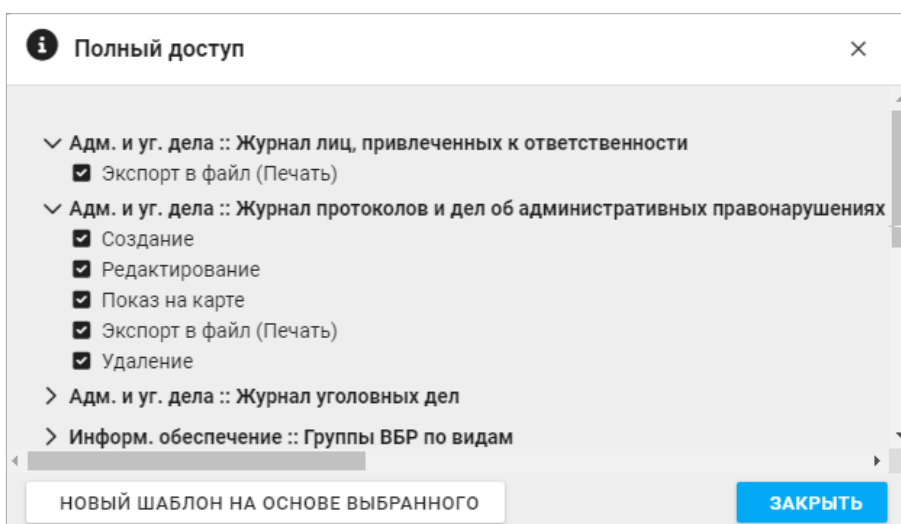 Полный доступ
Адм. и уг. дела :: Журнал лиц, привлеченных к ответственности
Экспорт в файл (Печать)
Адм. и уг. дела :: Журнал протоколов и дел об административных правонарушениях
Создание
Редактирование
Показ на карте
Экспорт в файл (Печать)
Удаление
Адм. и уг. дела :: Журнал уголовных дел
Информ. обеспечение :: Группы ВБР по видам
НОВЫЙ ШАБЛОН НА ОСНОВЕ ВЫБРАННОГО
ЗАКРЫТЬ